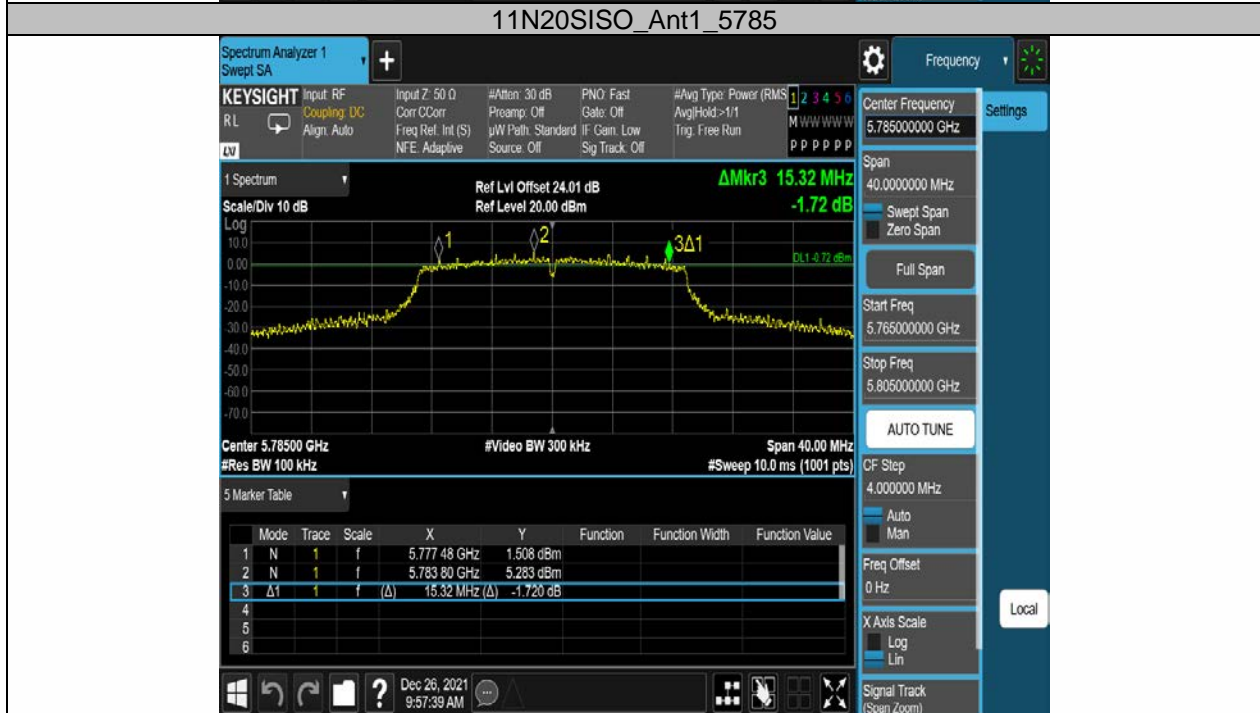 11N20SISO_Ant1_5785
Spectrum Analyzer 1
Swept SA
+
Frequency
KEYSIGHT
RL
LXI
Input: RF
Coupling: DC
Align: Auto
Input Z: 50 Ω
Corr CCorr
Freq Ref: Int (S)
NFE: Adaptive
#Atten: 30 dB
Preamp: Off
µW Path: Standard
Source: Off
PNO: Fast
Gate: Off
IF Gain: Low
Sig Track: Off
#Avg Type: Power (RMS
Avg|Hold:>1/1
Trig: Free Run
1 2 3 4 5 6
M W W W W W
P P P P P P
Center Frequency
5.785000000 GHz
Settings
Span
40.0000000 MHz
Swept Span
Zero Span
Full Span
Start Freq
5.765000000 GHz
Stop Freq
5.805000000 GHz
AUTO TUNE
CF Step
4.000000 MHz
Auto
Man
Freq Offset
0 Hz
X Axis Scale
Log
Lin
Signal Track
(Span Zoom)
Local
1 Spectrum
Scale/Div 10 dB
Ref Lvl Offset 24.01 dB
Ref Level 20.00 dBm
ΔMkr3 15.32 MHz
-1.72 dB
Log
10.0
0.00
-10.0
-20.0
-30.0
-40.0
-50.0
-60.0
-70.0
1
2
3Δ1
DL1 -0.72 dBm
Center 5.78500 GHz
#Video BW 300 kHz
Span 40.00 MHz
#Res BW 100 kHz
#Sweep 10.0 ms (1001 pts)
5 Marker Table
Mode Trace Scale X Y Function Function Width Function Value
1 N 1 f 5.777 48 GHz 1.508 dBm
2 N 1 f 5.783 80 GHz 5.283 dBm
3 Δ1 1 f (Δ) 15.32 MHz (Δ) -1.720 dB
4
5
6
?
Dec 26, 2021
9:57:39 AM